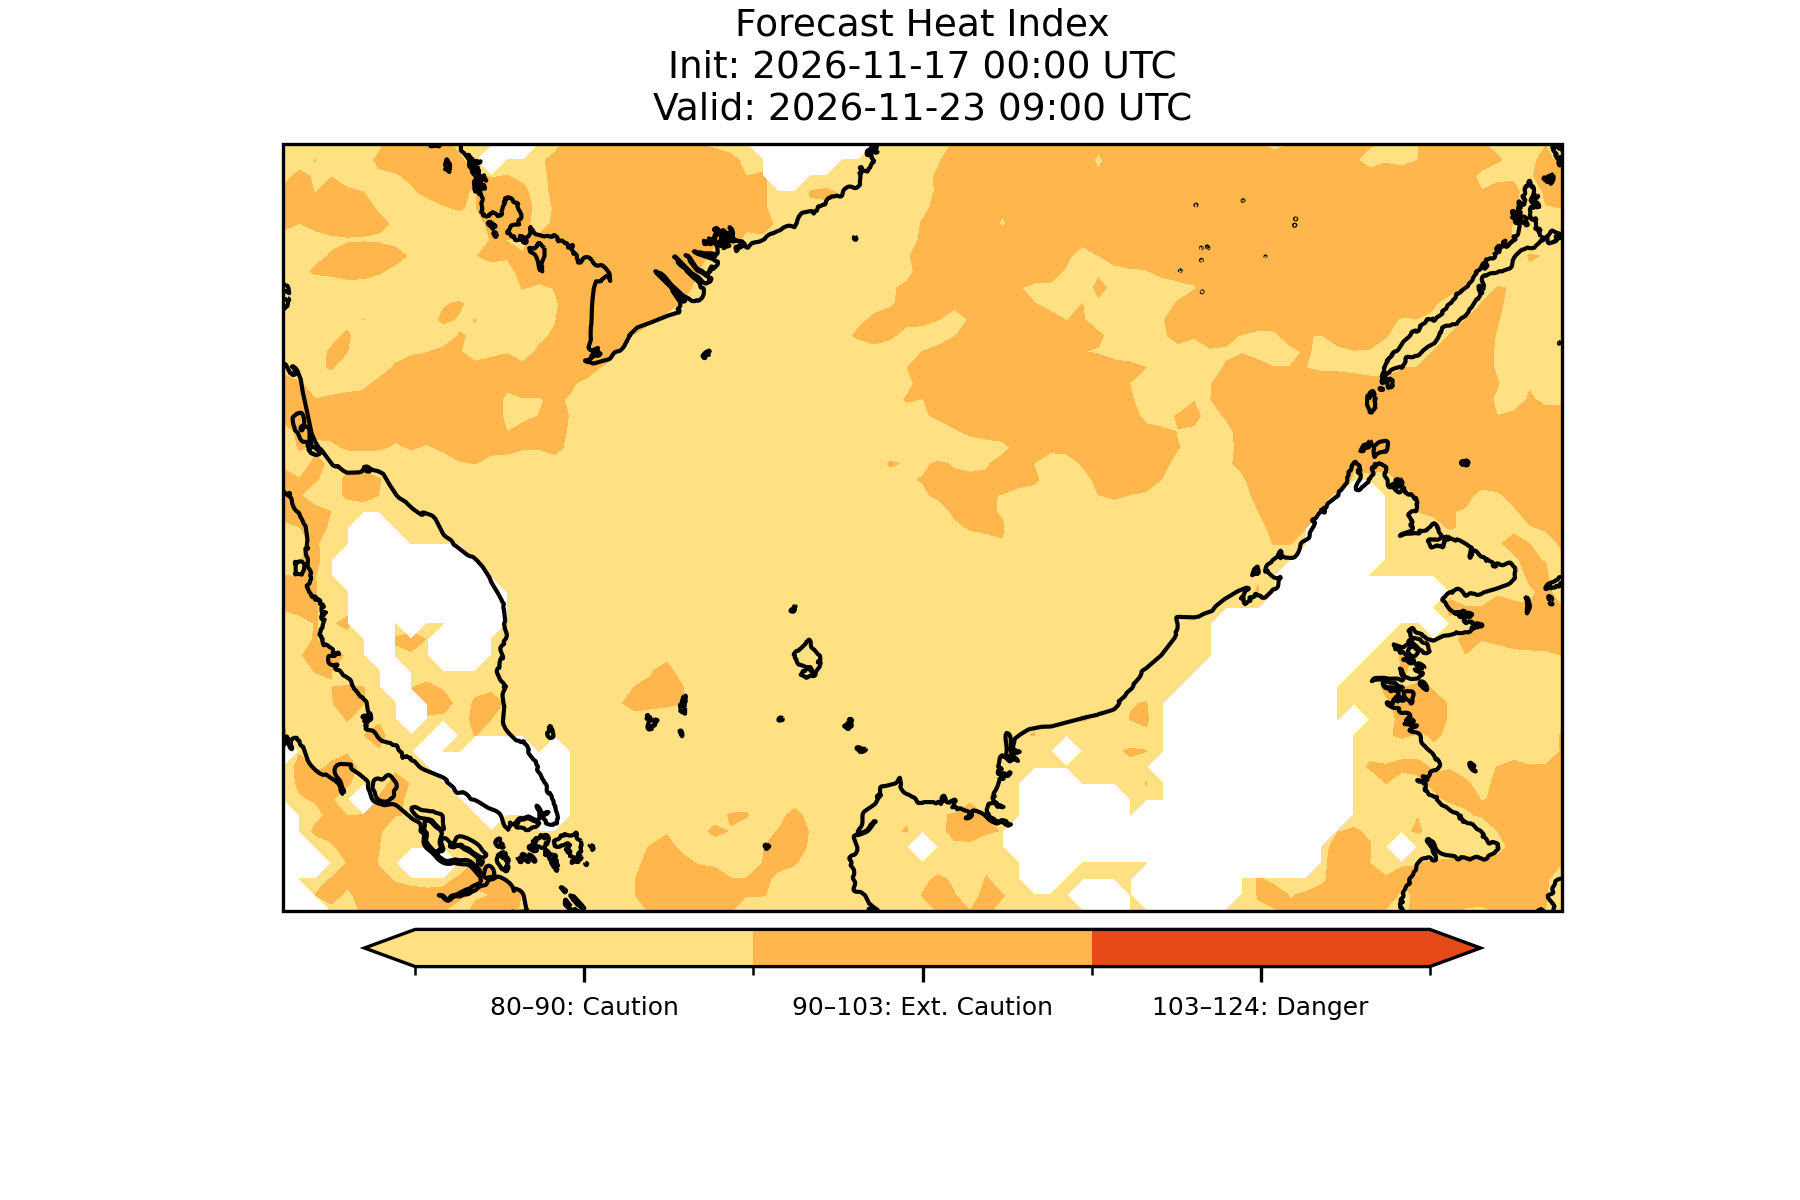 Forecast Heat Index
Init: 2026-11-17 00:00 UTC
Valid: 2026-11-23 09:00 UTC
80–90: Caution
90–103: Ext. Caution
103–124: Danger